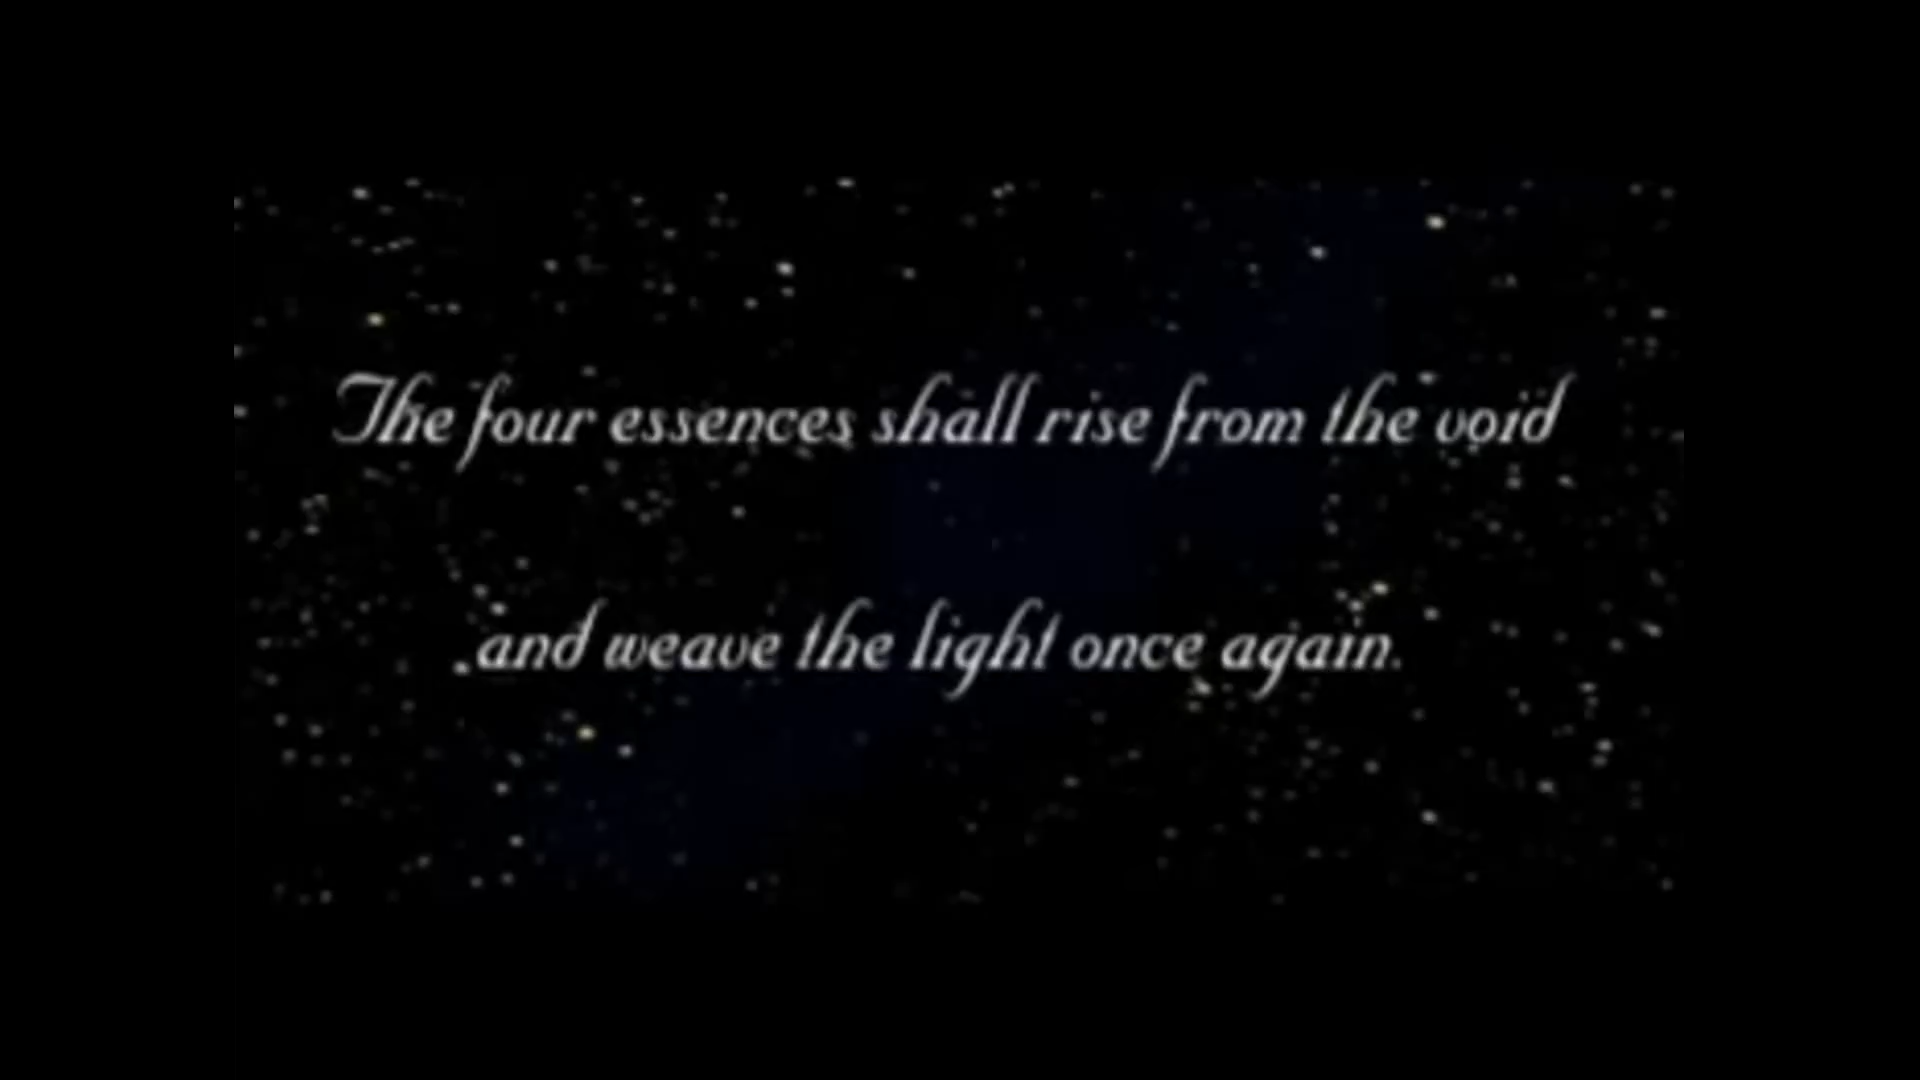 The four essences shall rise from the void
and weave the light once again.